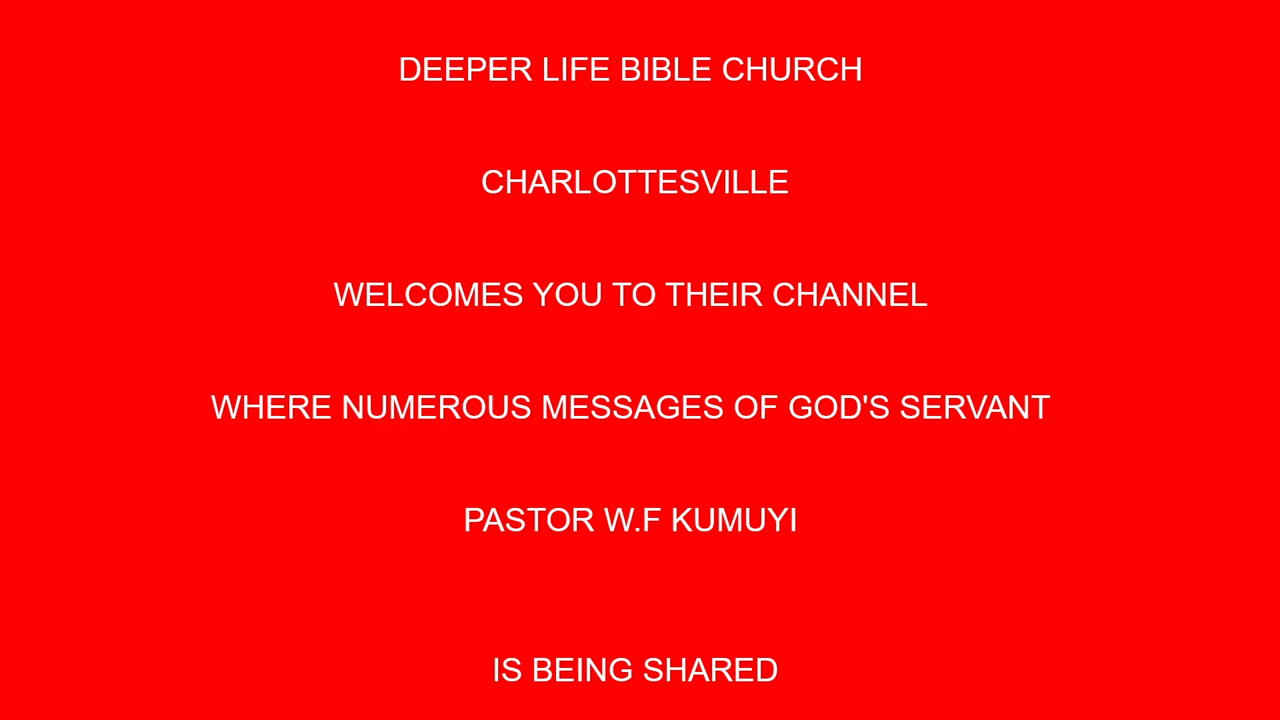 DEEPER LIFE BIBLE CHURCH
CHARLOTTESVILLE
WELCOMES YOU TO THEIR CHANNEL
WHERE NUMEROUS MESSAGES OF GOD'S SERVANT
PASTOR W.F KUMUYI
IS BEING SHARED